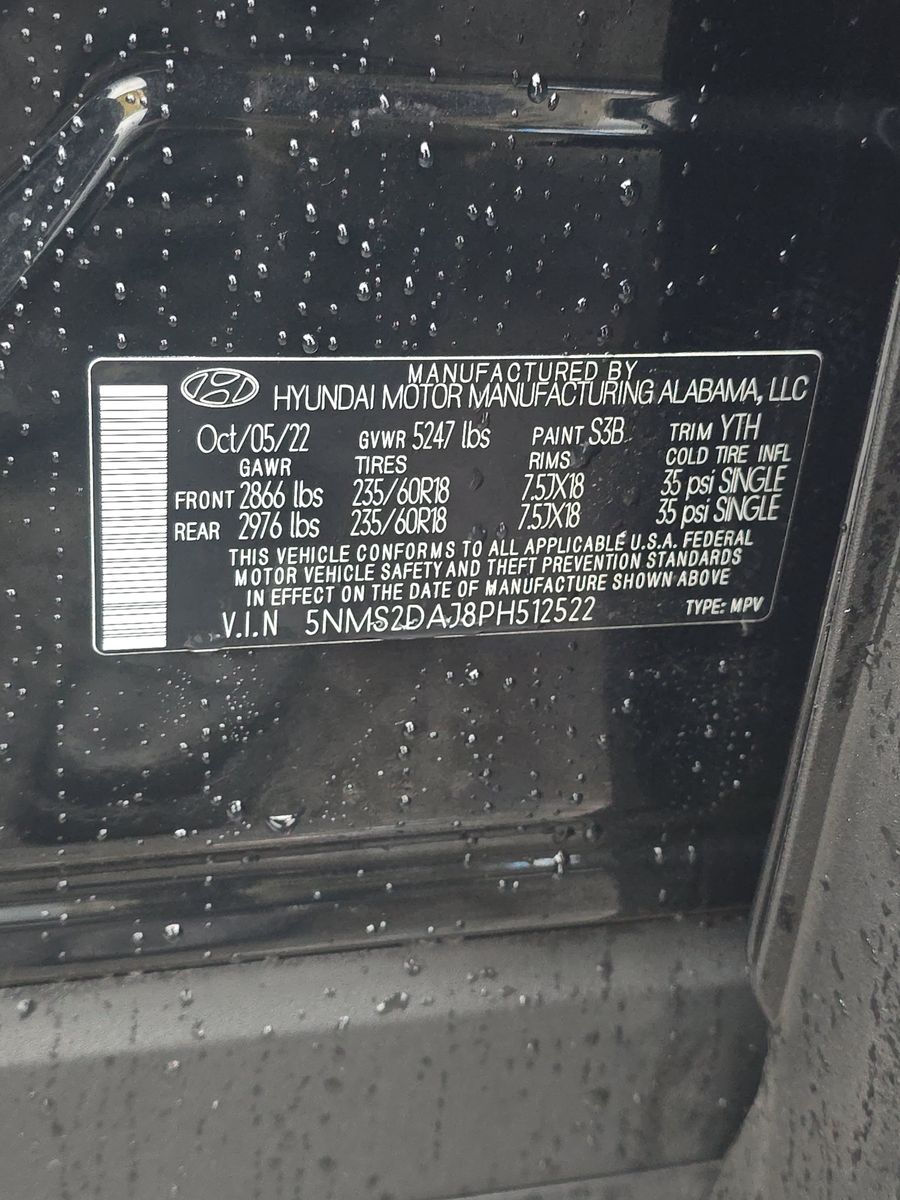 MANUFACTURED BY
HYUNDAI MOTOR MANUFACTURING ALABAMA, LLC
Oct/05/22 GVWR 5247 lbs PAINT S3B TRIM YTH
GAWR TIRES RIMS COLD TIRE INFL
FRONT 2866 lbs 235/60R18 7.5JX18 35 psi SINGLE
REAR 2976 lbs 235/60R18 7.5JX18 35 psi SINGLE
THIS VEHICLE CONFORMS TO ALL APPLICABLE U.S.A. FEDERAL
MOTOR VEHICLE SAFETY AND THEFT PREVENTION STANDARDS
IN EFFECT ON THE DATE OF MANUFACTURE SHOWN ABOVE
V.I.N 5NMS2DAJ8PH512522 TYPE: MPV